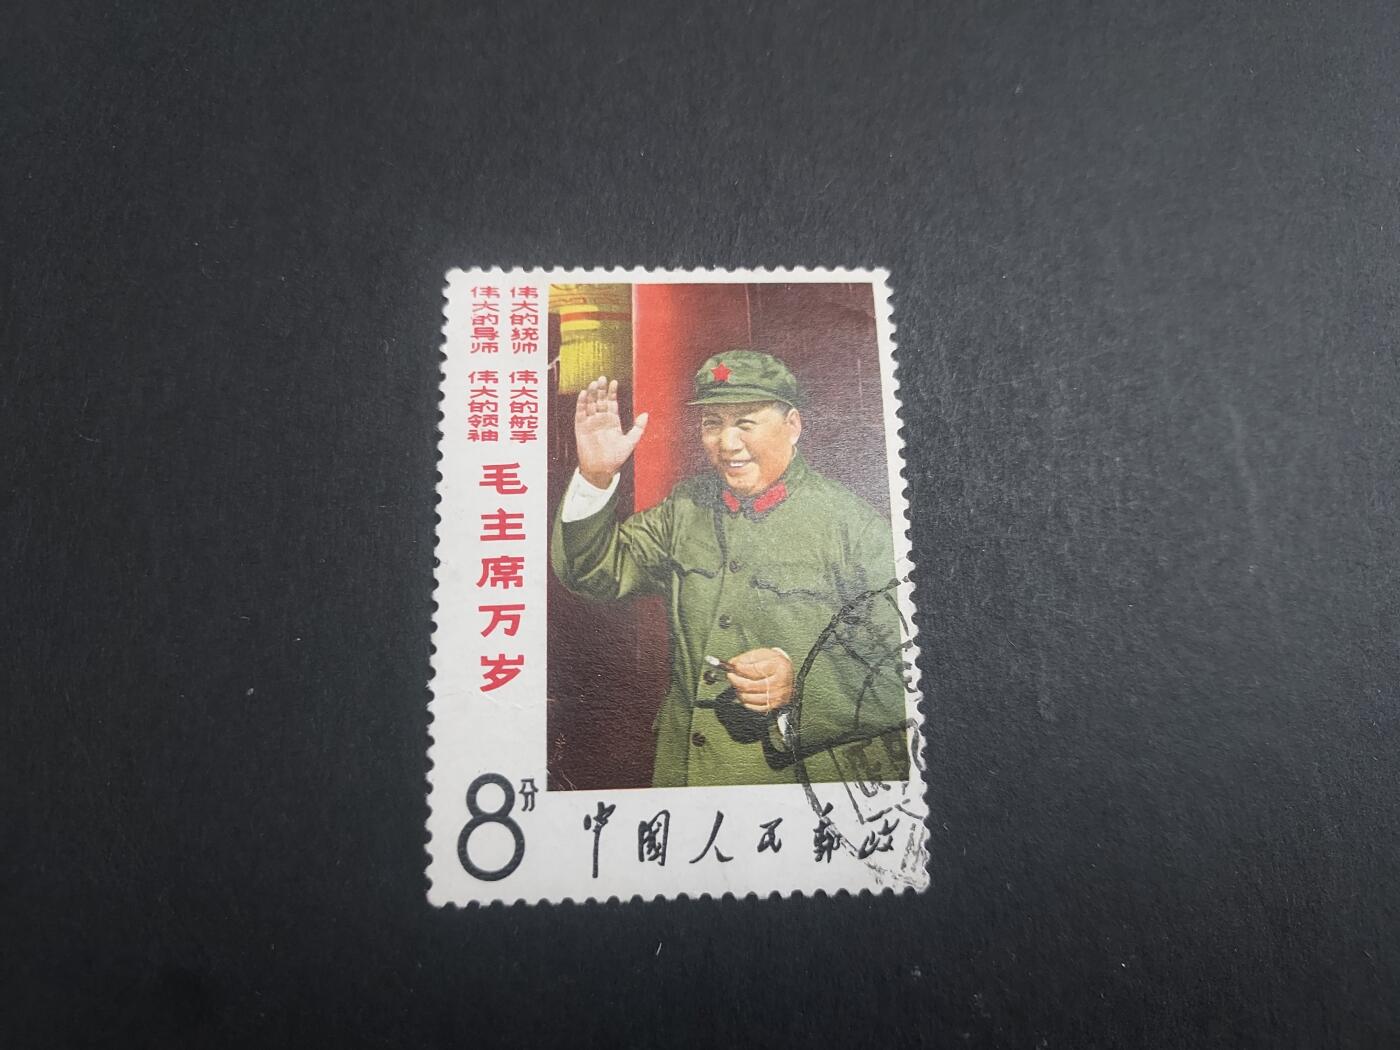 伟大的导师
伟大的领袖
伟大的统帅
伟大的舵手
毛主席万岁
8分
中国人民邮政